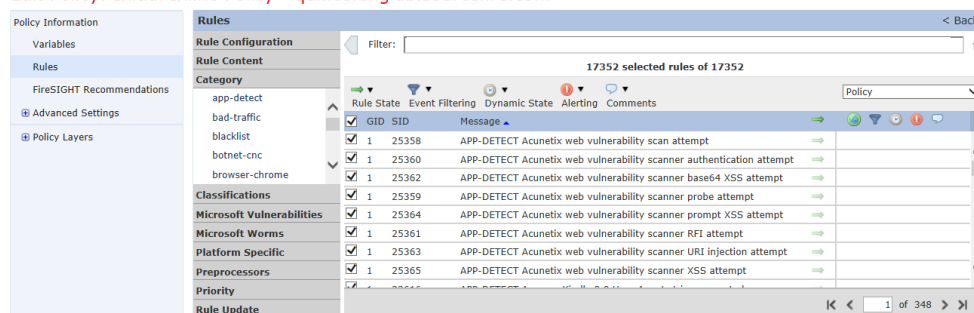 Policy Information
Variables
Rules
FireSIGHT Recommendations
Advanced Settings
Policy Layers
Rules
< Back
Rule Configuration
Rule Content
Category
app-detect
bad-traffic
blacklist
botnet-cnc
browser-chrome
Classifications
Microsoft Vulnerabilities
Microsoft Worms
Platform Specific
Preprocessors
Priority
Rule Update
Filter:
17352 selected rules of 17352
Rule State Event Filtering Dynamic State Alerting Comments
Policy
GID SID Message
1 25358 APP-DETECT Acunetix web vulnerability scan attempt
1 25360 APP-DETECT Acunetix web vulnerability scanner authentication attempt
1 25362 APP-DETECT Acunetix web vulnerability scanner base64 XSS attempt
1 25359 APP-DETECT Acunetix web vulnerability scanner probe attempt
1 25364 APP-DETECT Acunetix web vulnerability scanner prompt XSS attempt
1 25361 APP-DETECT Acunetix web vulnerability scanner RFI attempt
1 25363 APP-DETECT Acunetix web vulnerability scanner URI injection attempt
1 25365 APP-DETECT Acunetix web vulnerability scanner XSS attempt
1 of 348